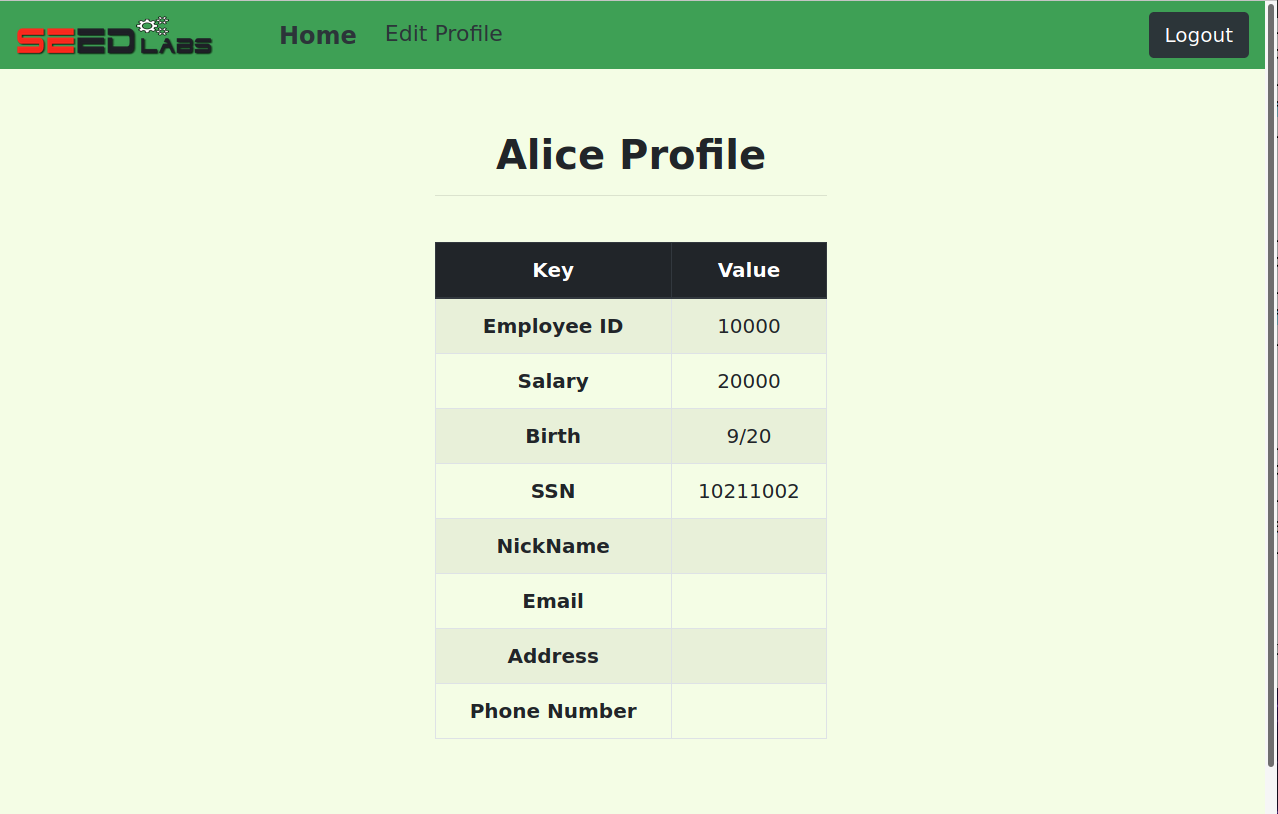 SEED LABS Home Edit Profile Logout
Alice Profile
Key Value
Employee ID 10000
Salary 20000
Birth 9/20
SSN 10211002
NickName
Email
Address
Phone Number